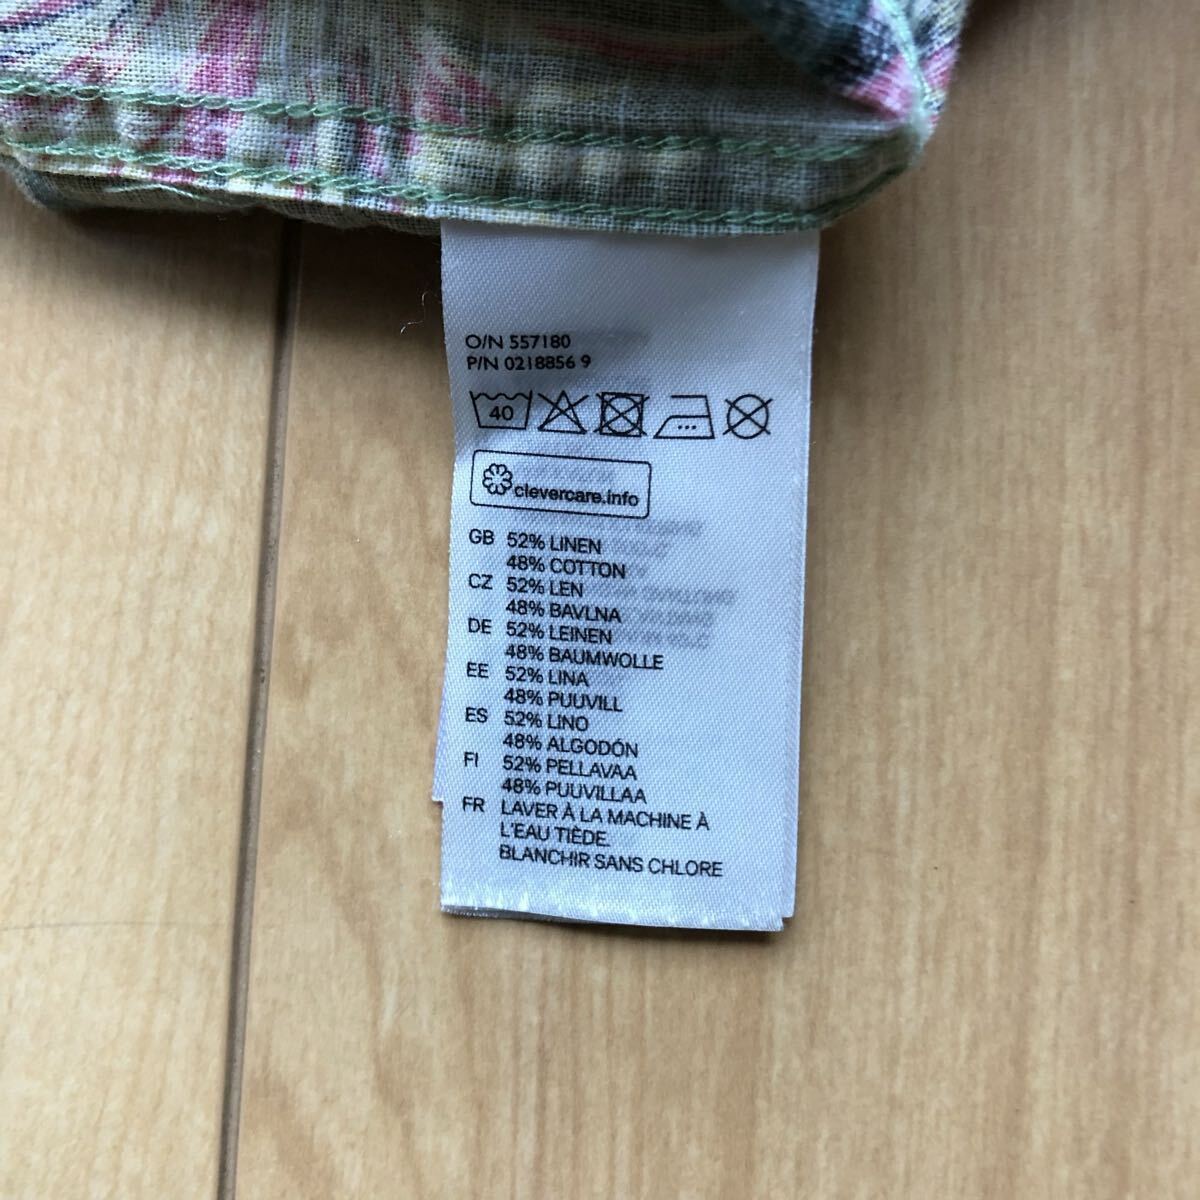 O/N 557180
P/N 0218856 9
40
clevercare.info
GB 52% LINEN
48% COTTON
CZ 52% LEN
48% BAVLNA
DE 52% LEINEN
48% BAUMWOLLE
EE 52% LINA
48% PUUVILL
ES 52% LINO
48% ALGODÓN
FI 52% PELLAVAA
48% PUUVILLAA
FR LAVER À LA MACHINE À
L'EAU TIÈDE.
BLANCHIR SANS CHLORE